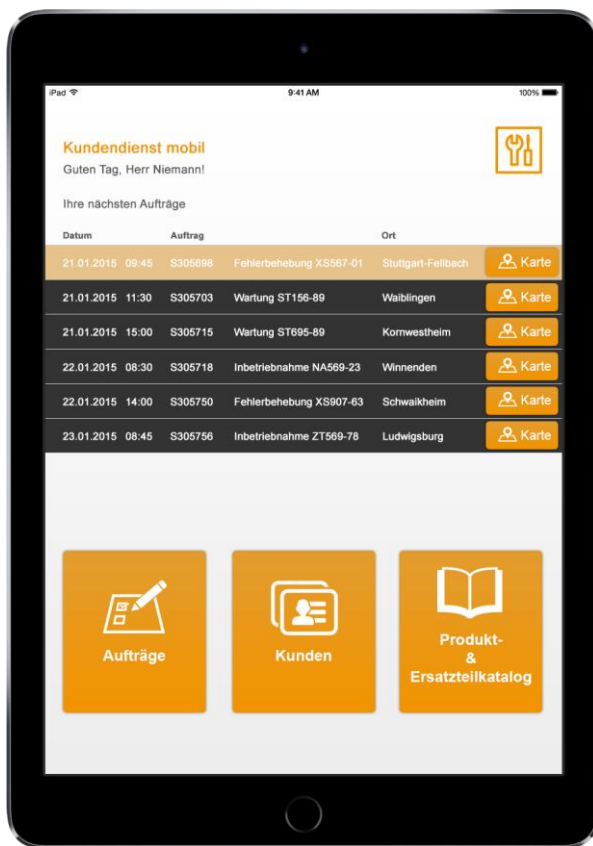 iPad 9:41 AM 100%
Kundendienst mobil
Guten Tag, Herr Niemann!
Ihre nächsten Aufträge
Datum Auftrag Ort
21.01.2015 09:45 S305698 Fehlerbehebung XS567-01 Stuttgart-Fellbach Karte
21.01.2015 11:30 S305703 Wartung ST156-89 Waiblingen Karte
21.01.2015 15:00 S305715 Wartung ST695-89 Kornwestheim Karte
22.01.2015 08:30 S305718 Inbetriebnahme NA569-23 Winnenden Karte
22.01.2015 14:00 S305750 Fehlerbehebung XS907-63 Schwaikheim Karte
23.01.2015 08:45 S305756 Inbetriebnahme ZT569-78 Ludwigsburg Karte
Aufträge
Kunden
Produkt-
&
Ersatzteilkatalog